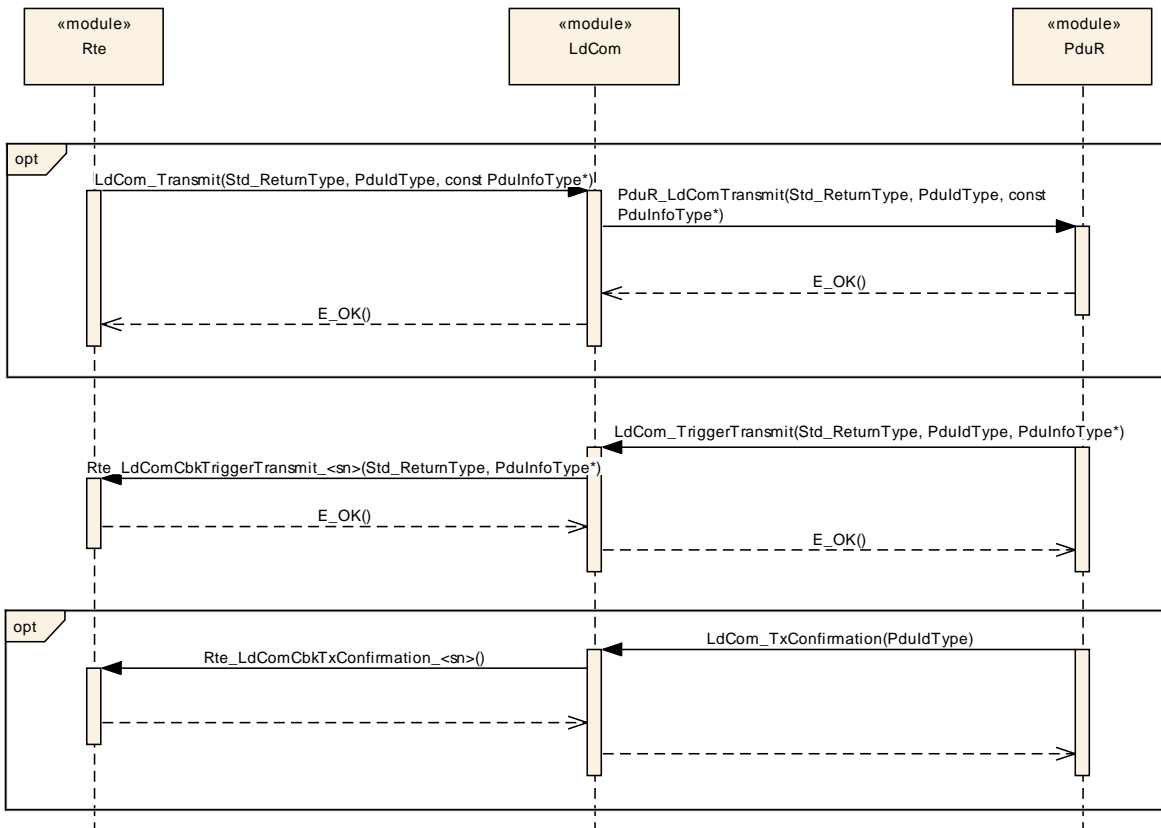 «module»
Rte
«module»
LdCom
«module»
PduR
opt
LdCom_Transmit(Std_ReturnType, PduIdType, const PduInfoType*)
PduR_LdComTransmit(Std_ReturnType, PduIdType, const
PduInfoType*)
E_OK()
E_OK()
LdCom_TriggerTransmit(Std_ReturnType, PduIdType, PduInfoType*)
Rte_LdComCbkTriggerTransmit_<sn>(Std_ReturnType, PduInfoType*)
E_OK()
E_OK()
opt
LdCom_TxConfirmation(PduIdType)
Rte_LdComCbkTxConfirmation_<sn>()